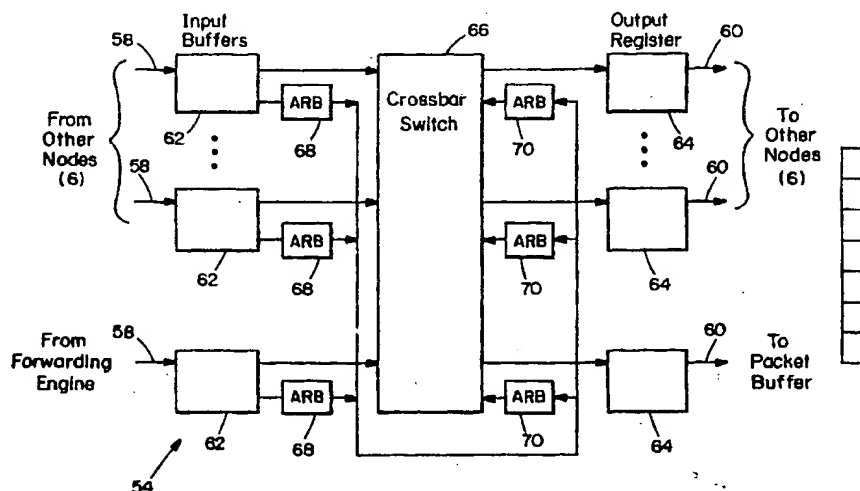 Input Buffers
Output Register
58
66
60
ARB
Crossbar Switch
ARB
From Other Nodes (6)
62
68
70
64
To Other Nodes (6)
58
60
ARB
ARB
62
68
70
64
From Forwarding Engine
58
60
To Packet Buffer
ARB
ARB
62
68
70
64
54